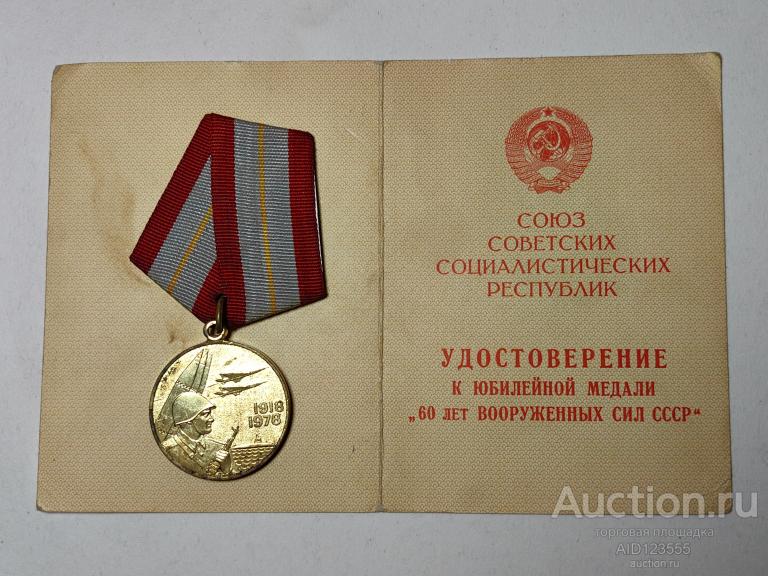 1918
1978
СОЮЗ
СОВЕТСКИХ
СОЦИАЛИСТИЧЕСКИХ
РЕСПУБЛИК
УДОСТОВЕРЕНИЕ
К ЮБИЛЕЙНОЙ МЕДАЛИ
„60 ЛЕТ ВООРУЖЕННЫХ СИЛ СССР“
Auction.ru
торговая площадка
AID123555
auction.ru